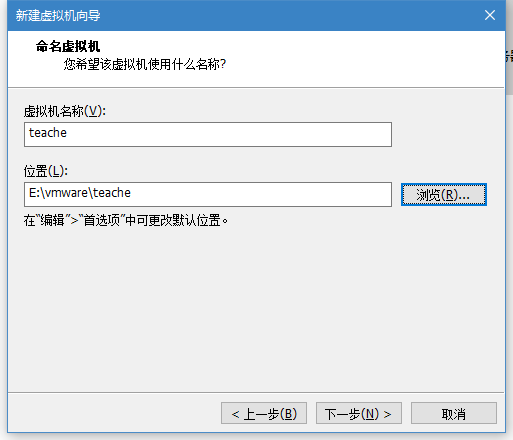 新建虚拟机向导
命名虚拟机
您希望该虚拟机使用什么名称?
虚拟机名称(V):
teache
位置(L):
E:\vmware\teache
浏览(R)...
在“编辑”>“首选项”中可更改默认位置。
< 上一步(B)
下一步(N) >
取消